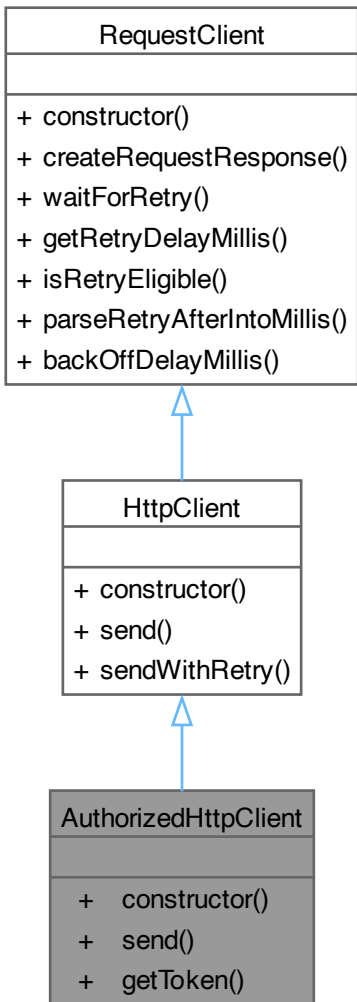 RequestClient
+ constructor()
+ createRequestResponse()
+ waitForRetry()
+ getRetryDelayMillis()
+ isRetryEligible()
+ parseRetryAfterIntoMillis()
+ backOffDelayMillis()
HttpClient
+ constructor()
+ send()
+ sendWithRetry()
AuthorizedHttpClient
+ constructor()
+ send()
+ getToken()